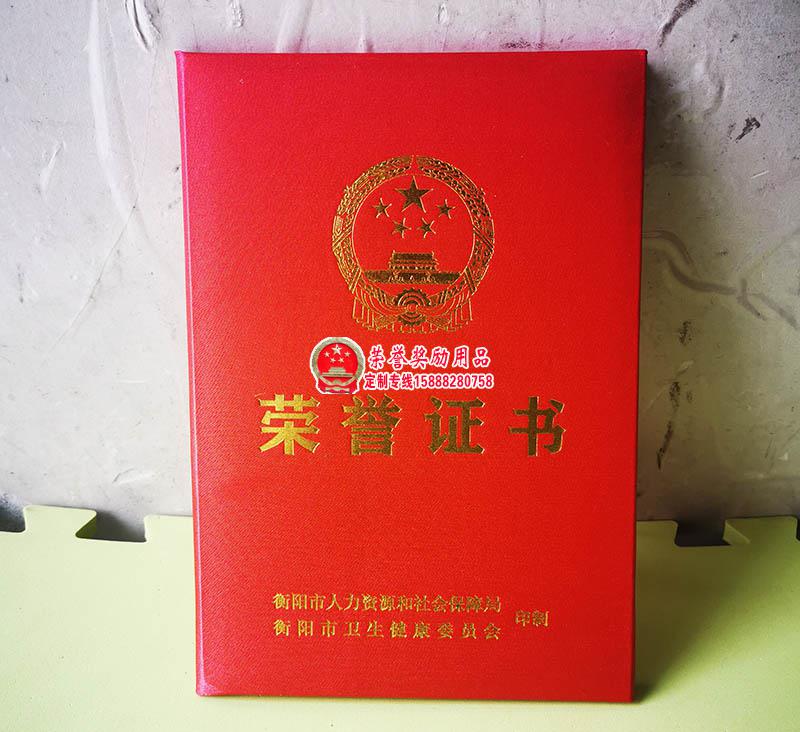 荣誉奖励用品
定制专线15888280758
荣誉证书
衡阳市人力资源和社会保障局
衡阳市卫生健康委员会
印制